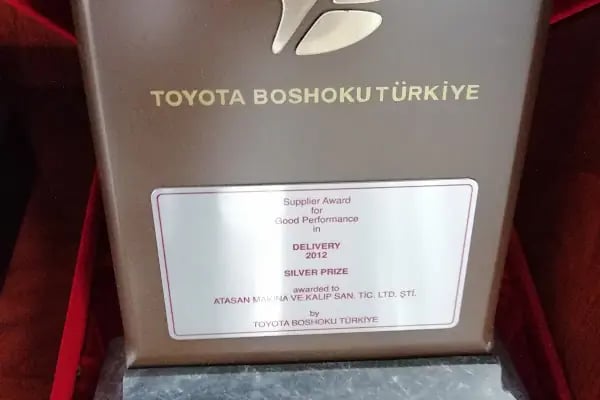 TOYOTA BOSHOKU TÜRKİYE
Supplier Award
for
Good Performance
in
DELIVERY
2012
SILVER PRIZE
awarded to
ATASAN MAKINA VE KALIP SAN. TİC. LTD. ŞTİ.
by
TOYOTA BOSHOKU TÜRKİYE